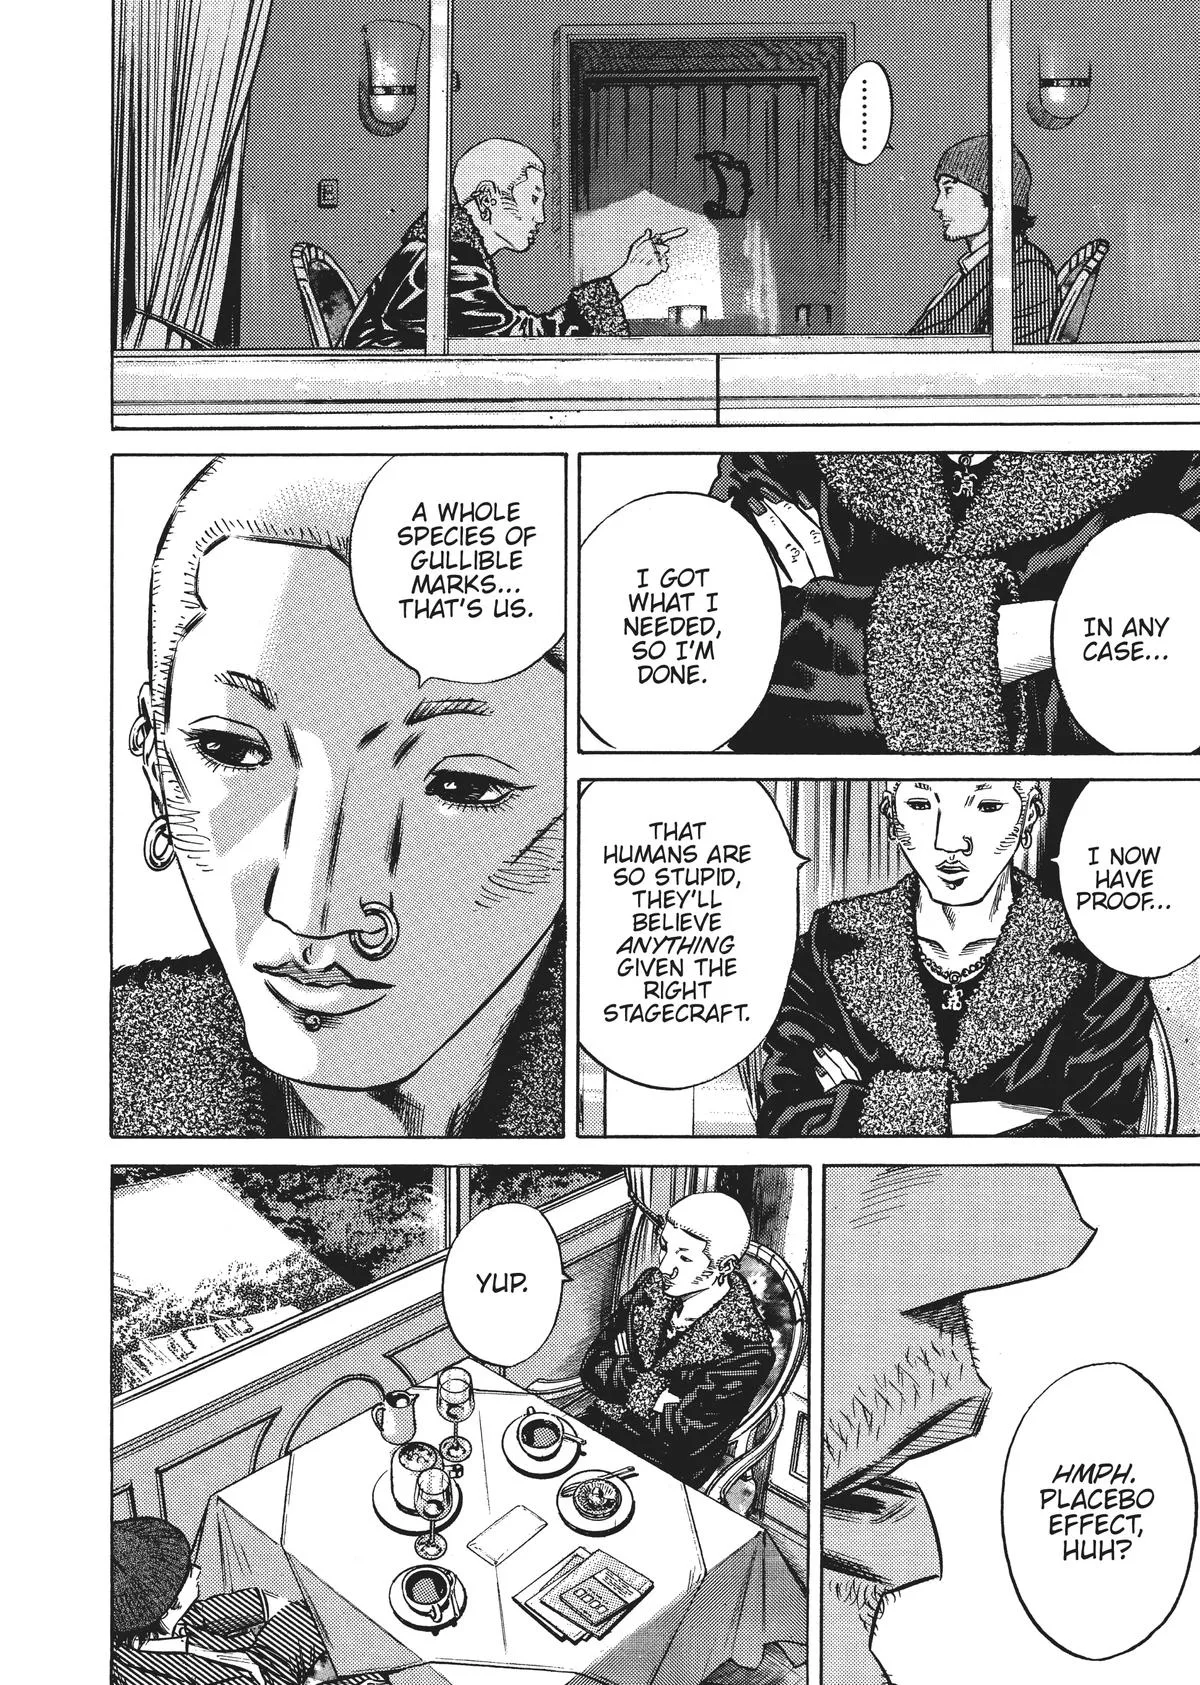 .........
IN ANY
CASE...
I GOT
WHAT I
NEEDED,
SO I'M
DONE.
I NOW
HAVE
PROOF...
THAT
HUMANS ARE
SO STUPID,
THEY'LL
BELIEVE
ANYTHING
GIVEN THE
RIGHT
STAGECRAFT.
A WHOLE
SPECIES OF
GULLIBLE
MARKS...
THAT'S US.
HMPH.
PLACEBO
EFFECT,
HUH?
YUP.